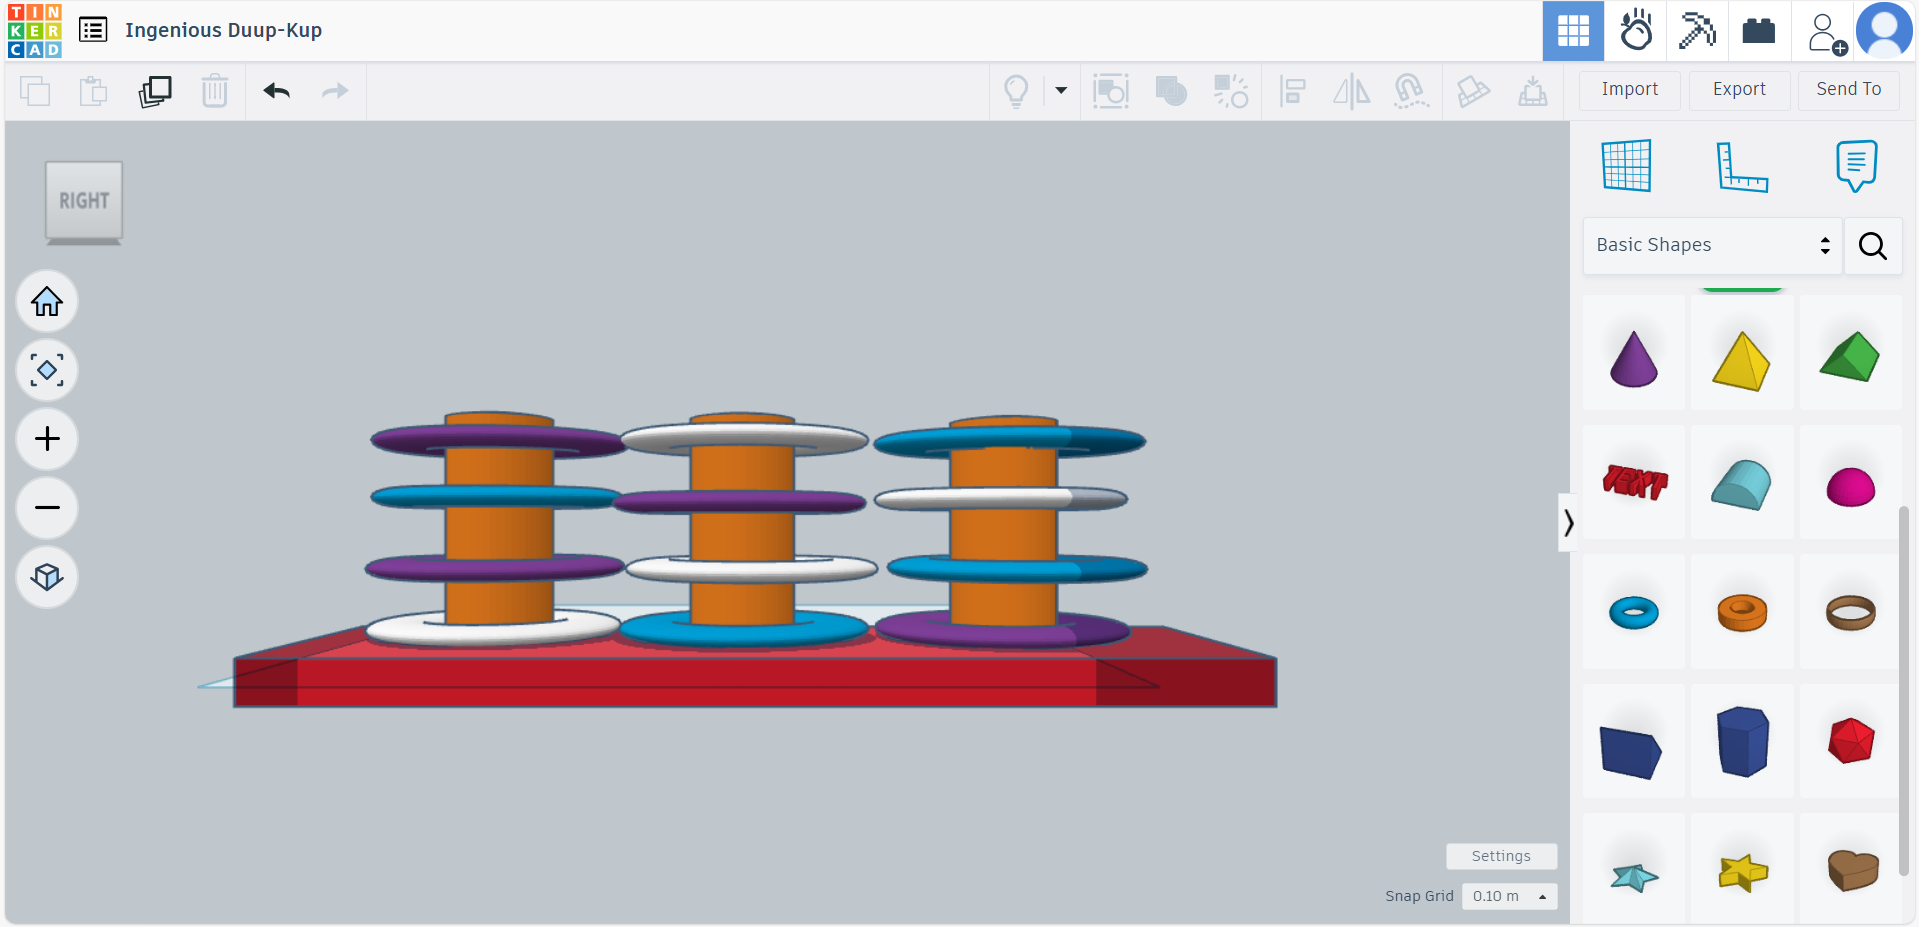 TIN
KER
CAD
Ingenious Duup-Kup
Import
Export
Send To
RIGHT
Basic Shapes
TEXT
Settings
Snap Grid
0.10 m